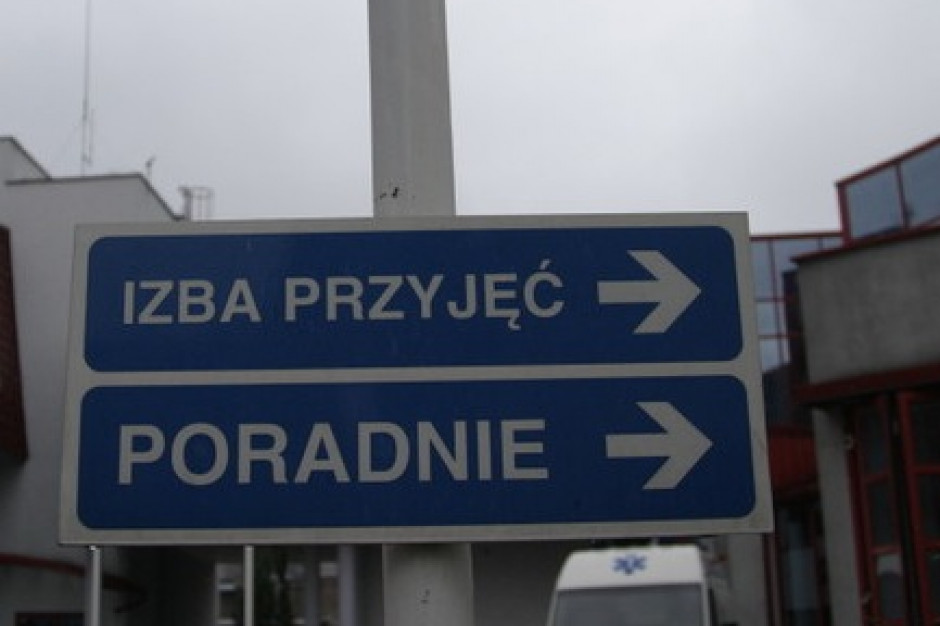 IZBA PRZYJĘĆ
PORADNIE